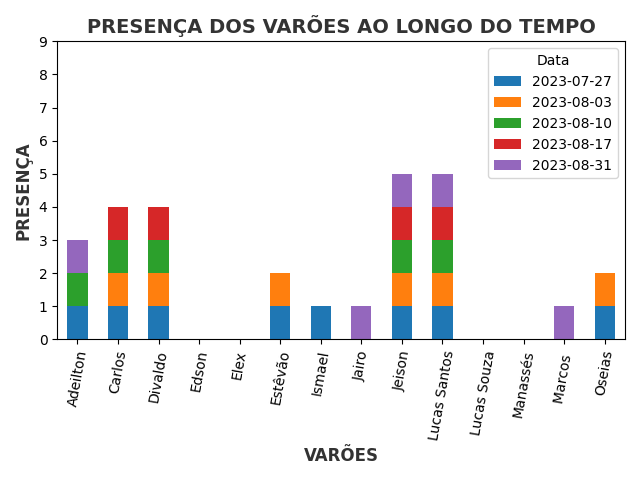 PRESENÇA DOS VARÕES AO LONGO DO TEMPO
9
8
7
6
5
4
3
2
1
0
PRESENÇA
Data
2023-07-27
2023-08-03
2023-08-10
2023-08-17
2023-08-31
Adeilton
Carlos
Divaldo
Edson
Elex
Estêvão
Ismael
Jairo
Jeison
Lucas Santos
Lucas Souza
Manassés
Marcos
Oseias
VARÕES